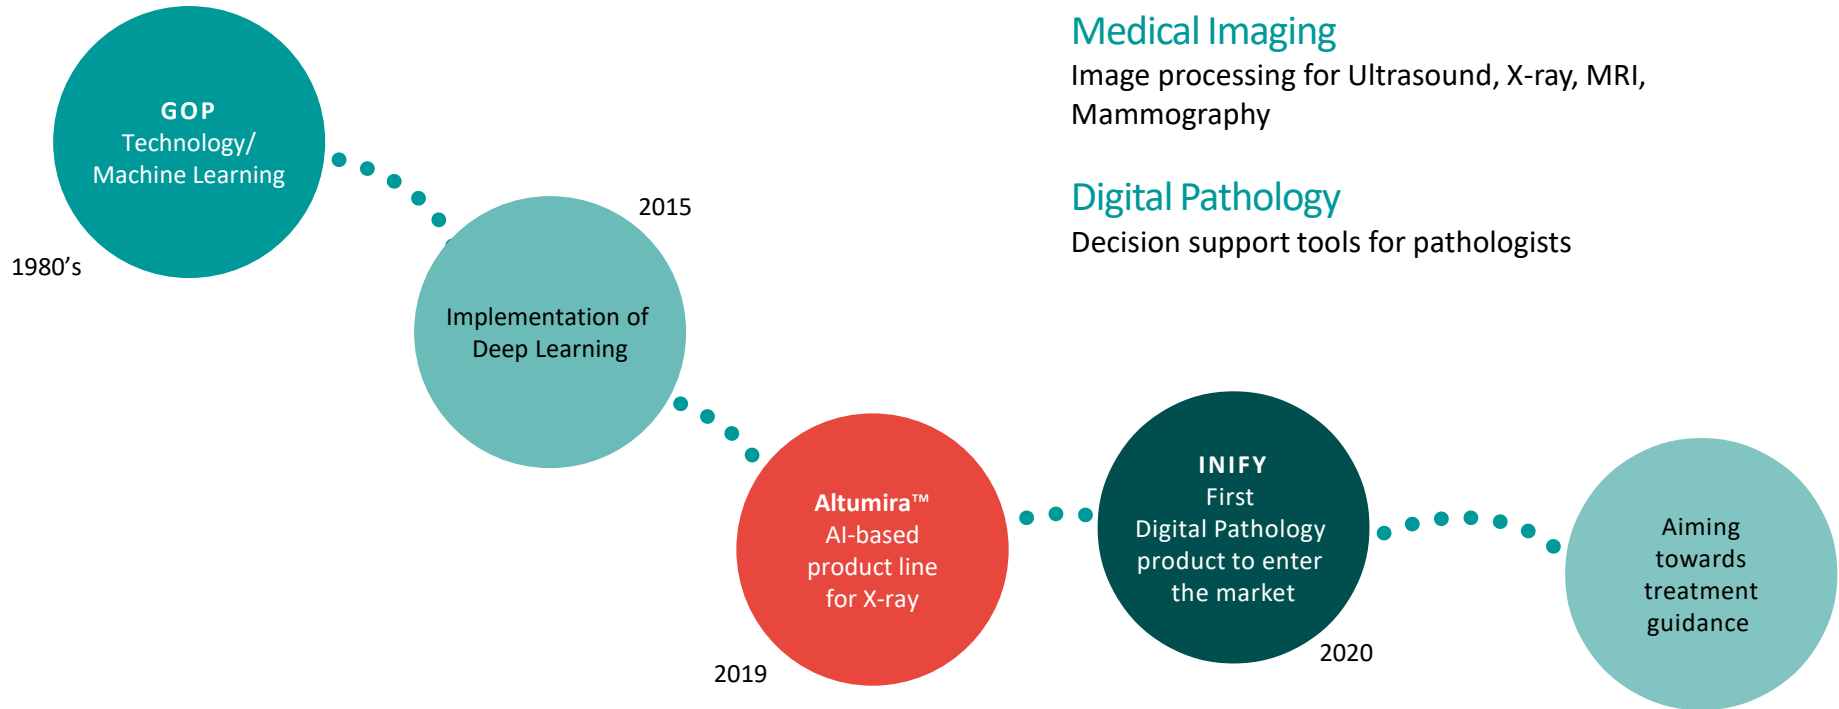 GOP
Technology/
Machine Learning
1980’s
2015
Implementation of
Deep Learning
Altumira™
AI-based
product line
for X-ray
2019
INIFY
First
Digital Pathology
product to enter
the market
2020
Aiming
towards
treatment
guidance
Medical Imaging
Image processing for Ultrasound, X-ray, MRI,
Mammography
Digital Pathology
Decision support tools for pathologists